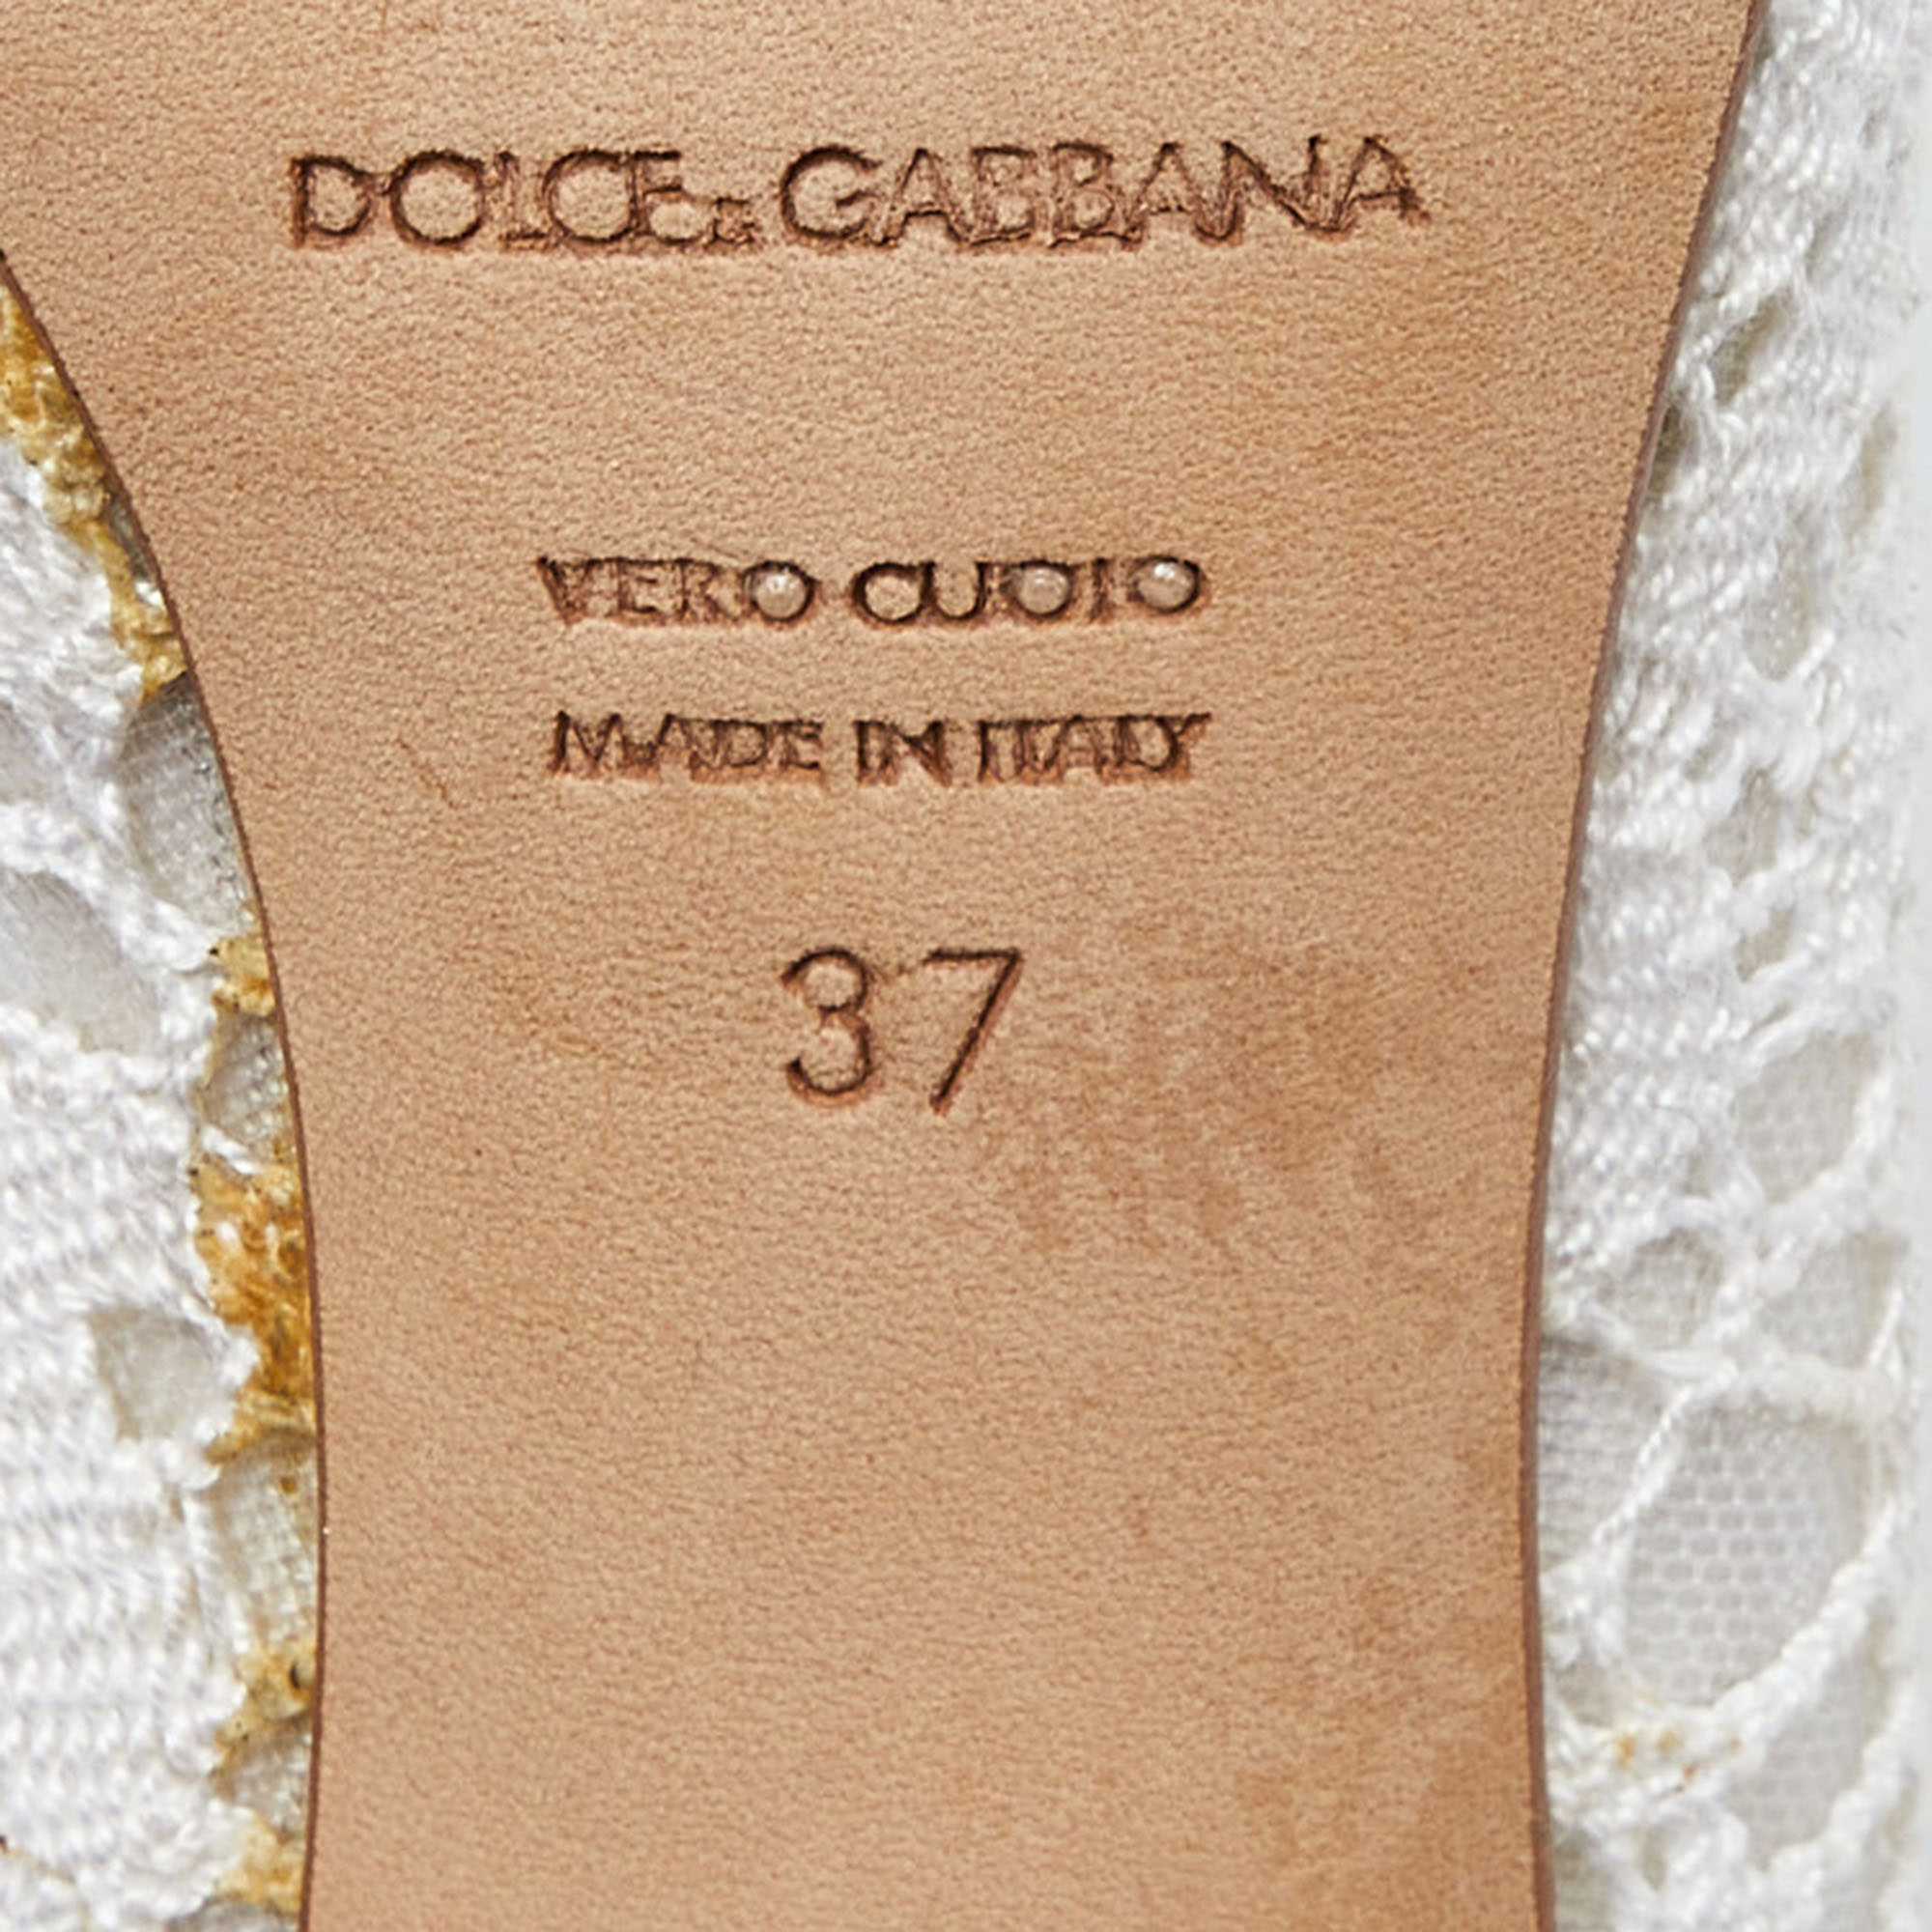 DOLCE & GABBANA
VERO CUOIO
MADE IN ITALY
37